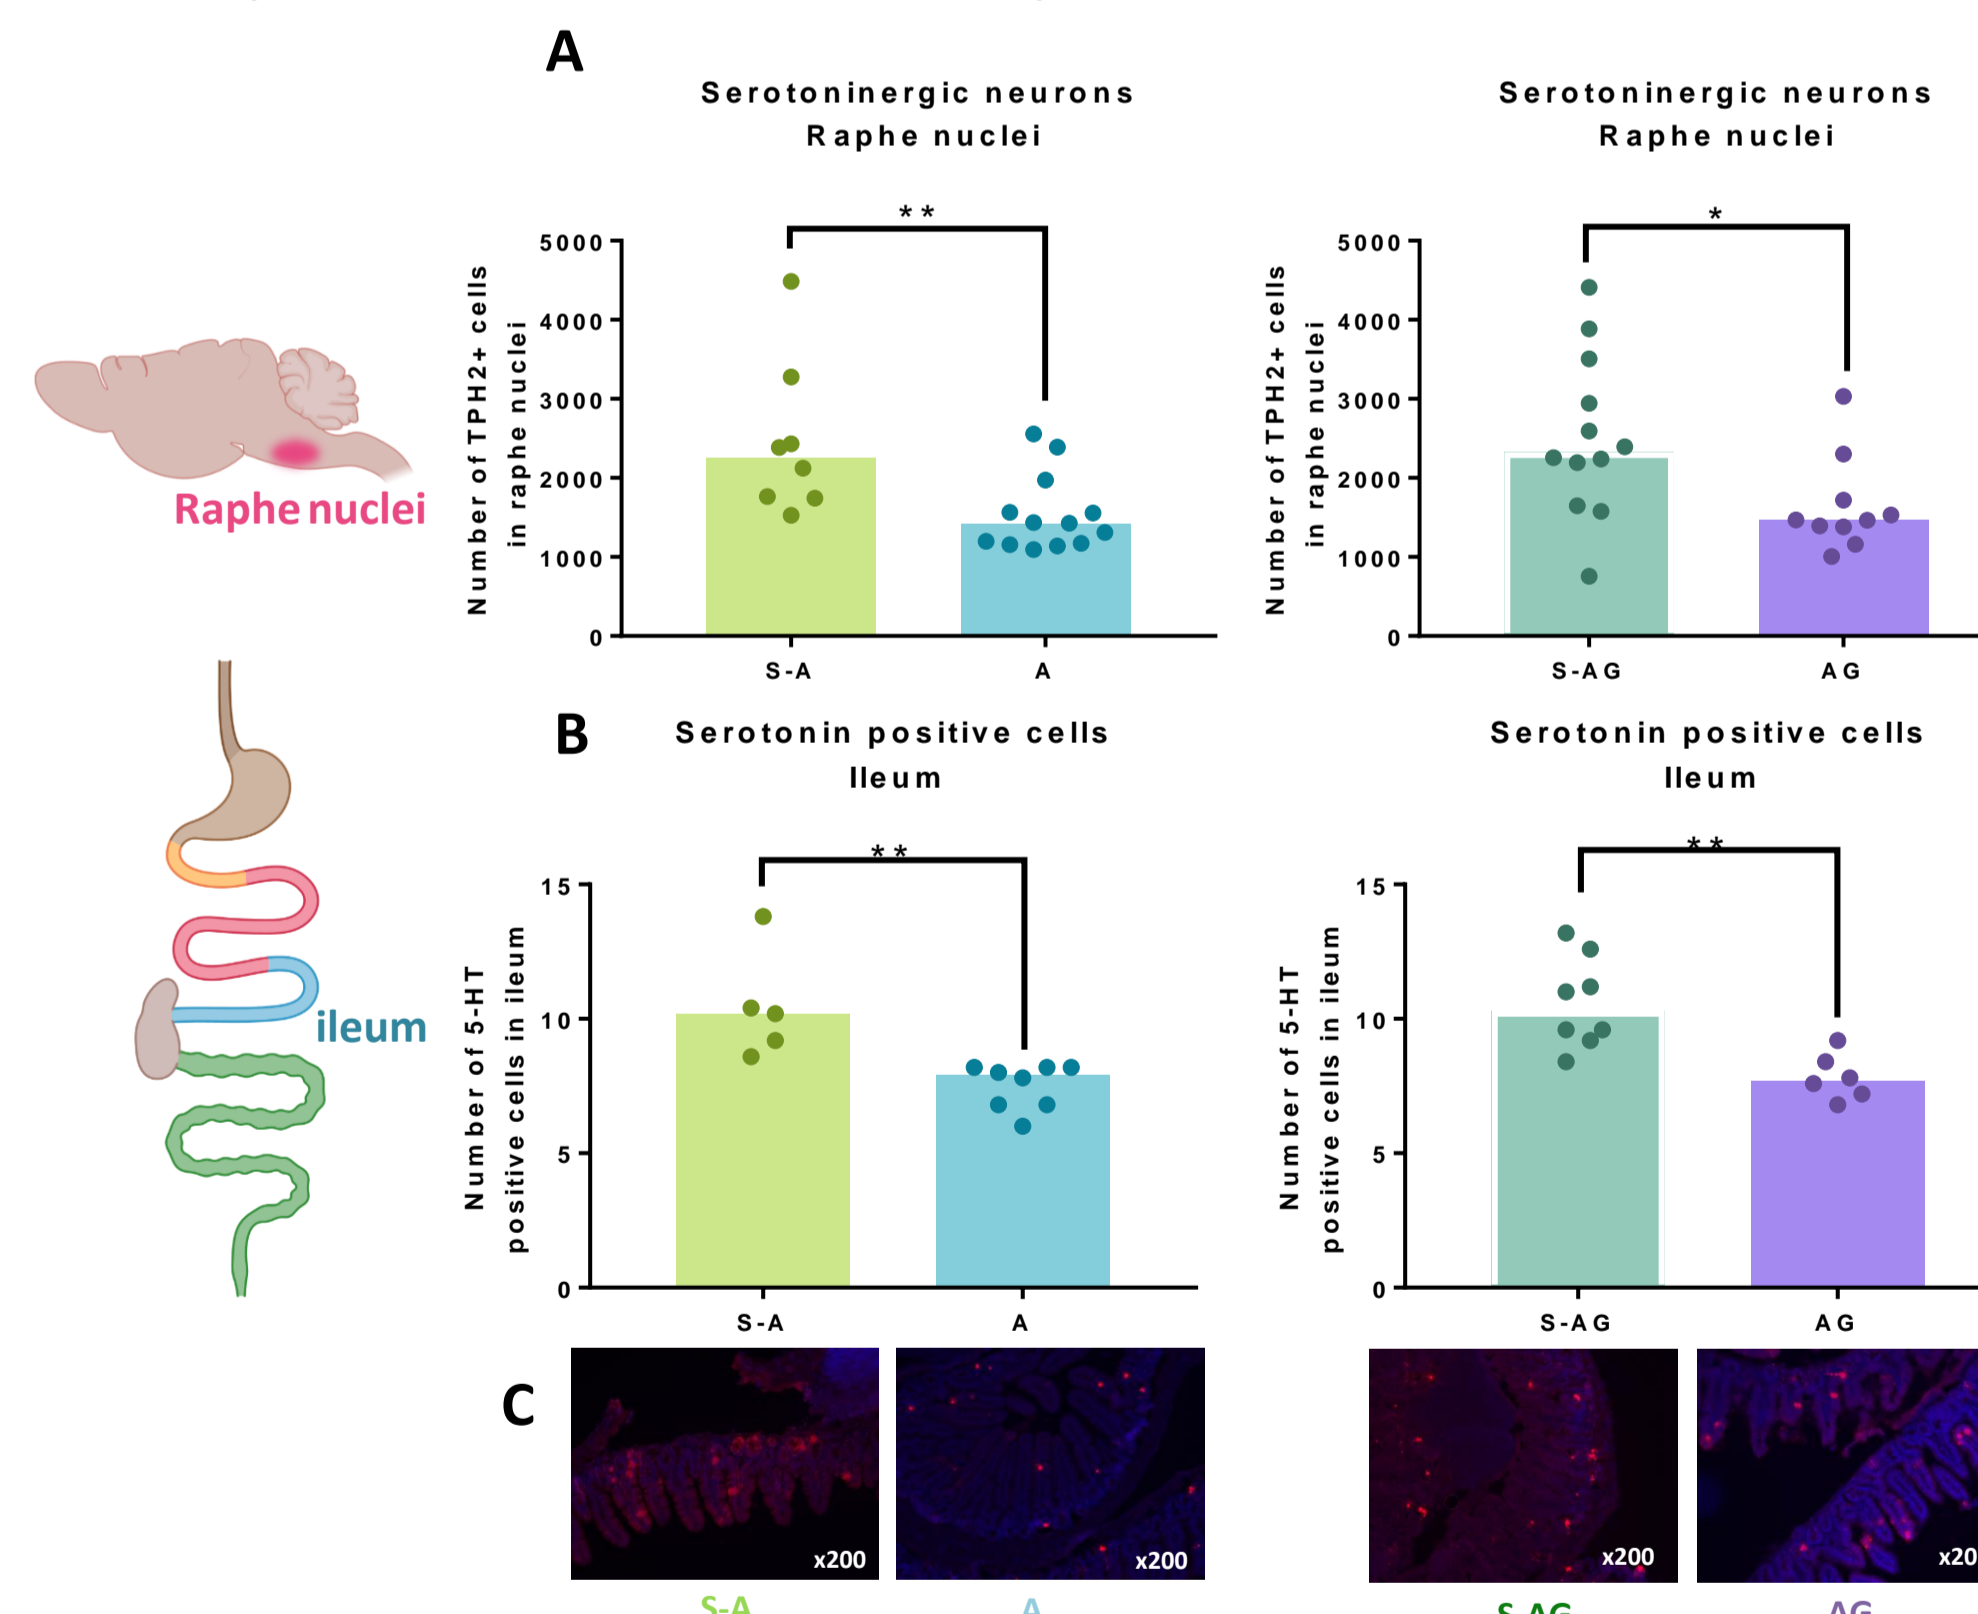 A
Serotoninergic neurons
Raphe nuclei
Number of TPH2+ cells
in raphe nuclei
5000
4000
3000
2000
1000
0
**
S-A
A
Serotoninergic neurons
Raphe nuclei
Number of TPH2+ cells
in raphe nuclei
5000
4000
3000
2000
1000
0
*
S-AG
AG
Raphe nuclei
B
Serotonin positive cells
Ileum
Number of 5-HT
positive cells in ileum
15
10
5
0
**
S-A
A
Serotonin positive cells
Ileum
Number of 5-HT
positive cells in ileum
15
10
5
0
**
S-AG
AG
ileum
C
x200
x200
x200
x20
S-A
A
S-AG
AG